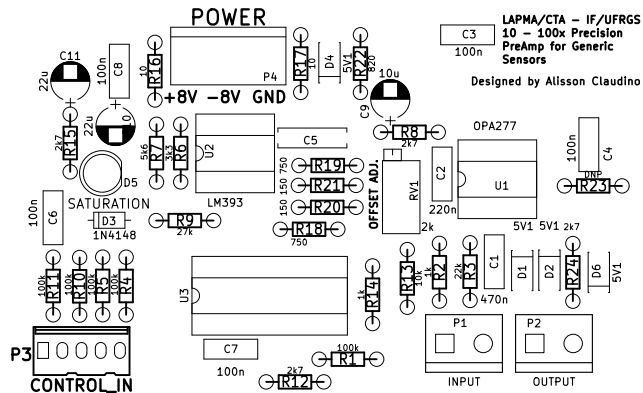 POWER
LAPMA/CTA - IF/UFRGS
10 - 100x Precision
PreAmp for Generic
Sensors
Designed by Alisson Claudino
C3
100n
C11
22u
C8
100n
R16
10
P4
+8V -8V GND
R17
10
D4
5V1
R22
820
10u
C9
R15
2k7
22u
R7
5k6
R6
3k3
U2
LM393
C5
R8
2k7
OPA277
U1
C4
100n
DNP
R23
D5
SATURATION
D3
1N4148
C6
100n
R9
27k
750
R19
150
R21
150
R20
R18
750
OFFSET ADJ.
RV1
2k
C2
220n
R11
100k
R10
100k
R5
100k
R4
100k
U3
R14
1k
R13
10k
R2
1k
R3
22k
C1
470n
5V1
5V1
2k7
D1
D2
R24
D6
5V1
P3
CONTROL_IN
C7
100n
100k
R1
2k7
R12
P1
INPUT
P2
OUTPUT